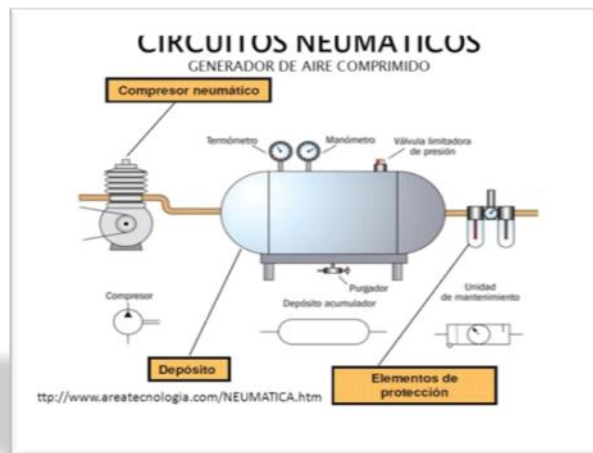 CIRCUITOS NEUMÁTICOS
GENERADOR DE AIRE COMPRIMIDO
Compresor neumático
Termómetro
Manómetro
Válvula limitadora
de presión
Purgador
Compresor
Depósito acumulador
Unidad
de mantenimiento
Depósito
Elementos de
protección
ttp://www.areatecnologia.com/NEUMATICA.htm